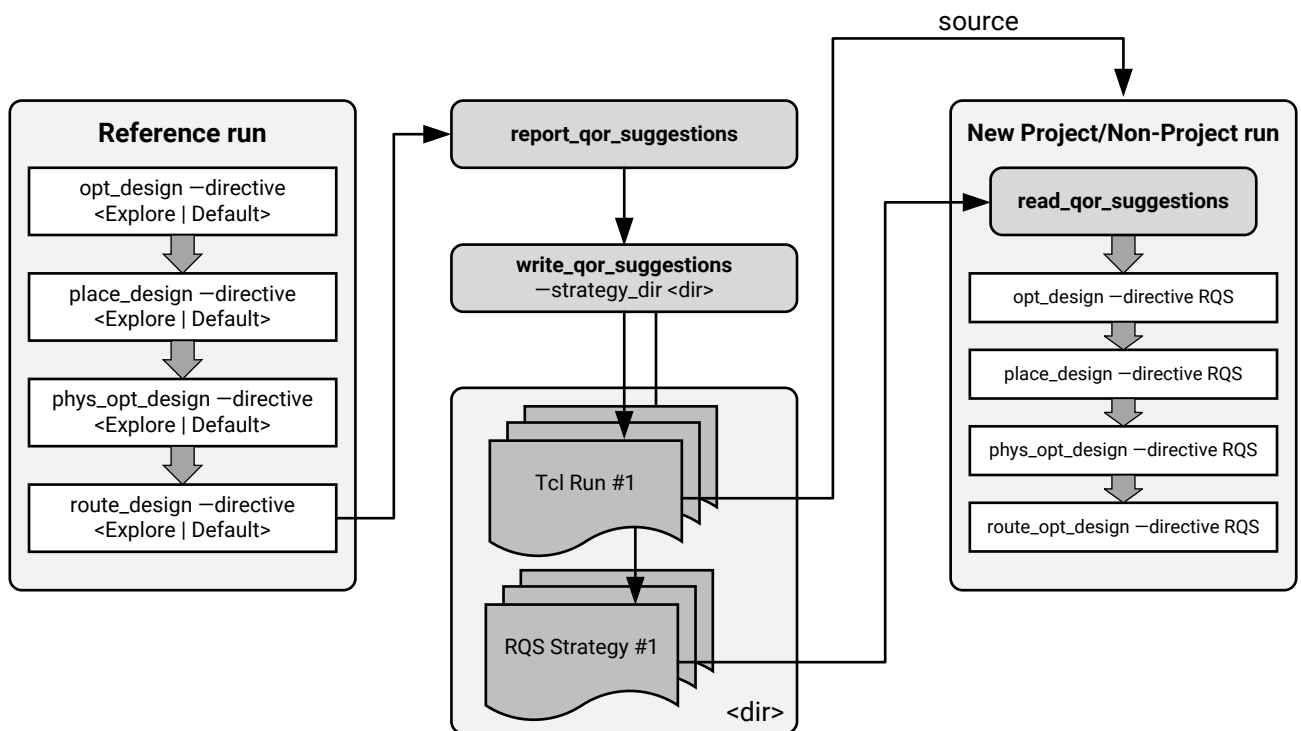 source
Reference run
opt_design —directive
<Explore | Default>
place_design —directive
<Explore | Default>
phys_opt_design —directive
<Explore | Default>
route_design —directive
<Explore | Default>
report_qor_suggestions
write_qor_suggestions
—strategy_dir <dir>
Tcl Run #1
RQS Strategy #1
<dir>
New Project/Non-Project run
read_qor_suggestions
opt_design —directive RQS
place_design —directive RQS
phys_opt_design —directive RQS
route_opt_design —directive RQS